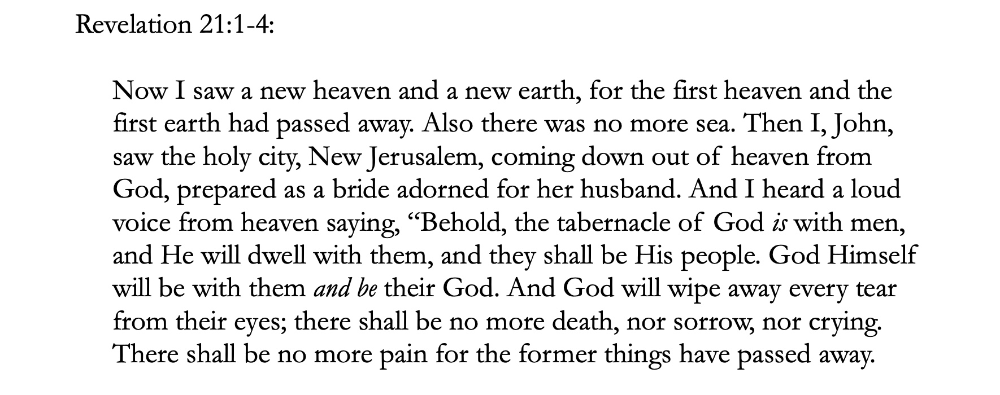 Revelation 21:1-4:
Now I saw a new heaven and a new earth, for the first heaven and the
first earth had passed away. Also there was no more sea. Then I, John,
saw the holy city, New Jerusalem, coming down out of heaven from
God, prepared as a bride adorned for her husband. And I heard a loud
voice from heaven saying, “Behold, the tabernacle of God is with men,
and He will dwell with them, and they shall be His people. God Himself
will be with them and be their God. And God will wipe away every tear
from their eyes; there shall be no more death, nor sorrow, nor crying.
There shall be no more pain for the former things have passed away.